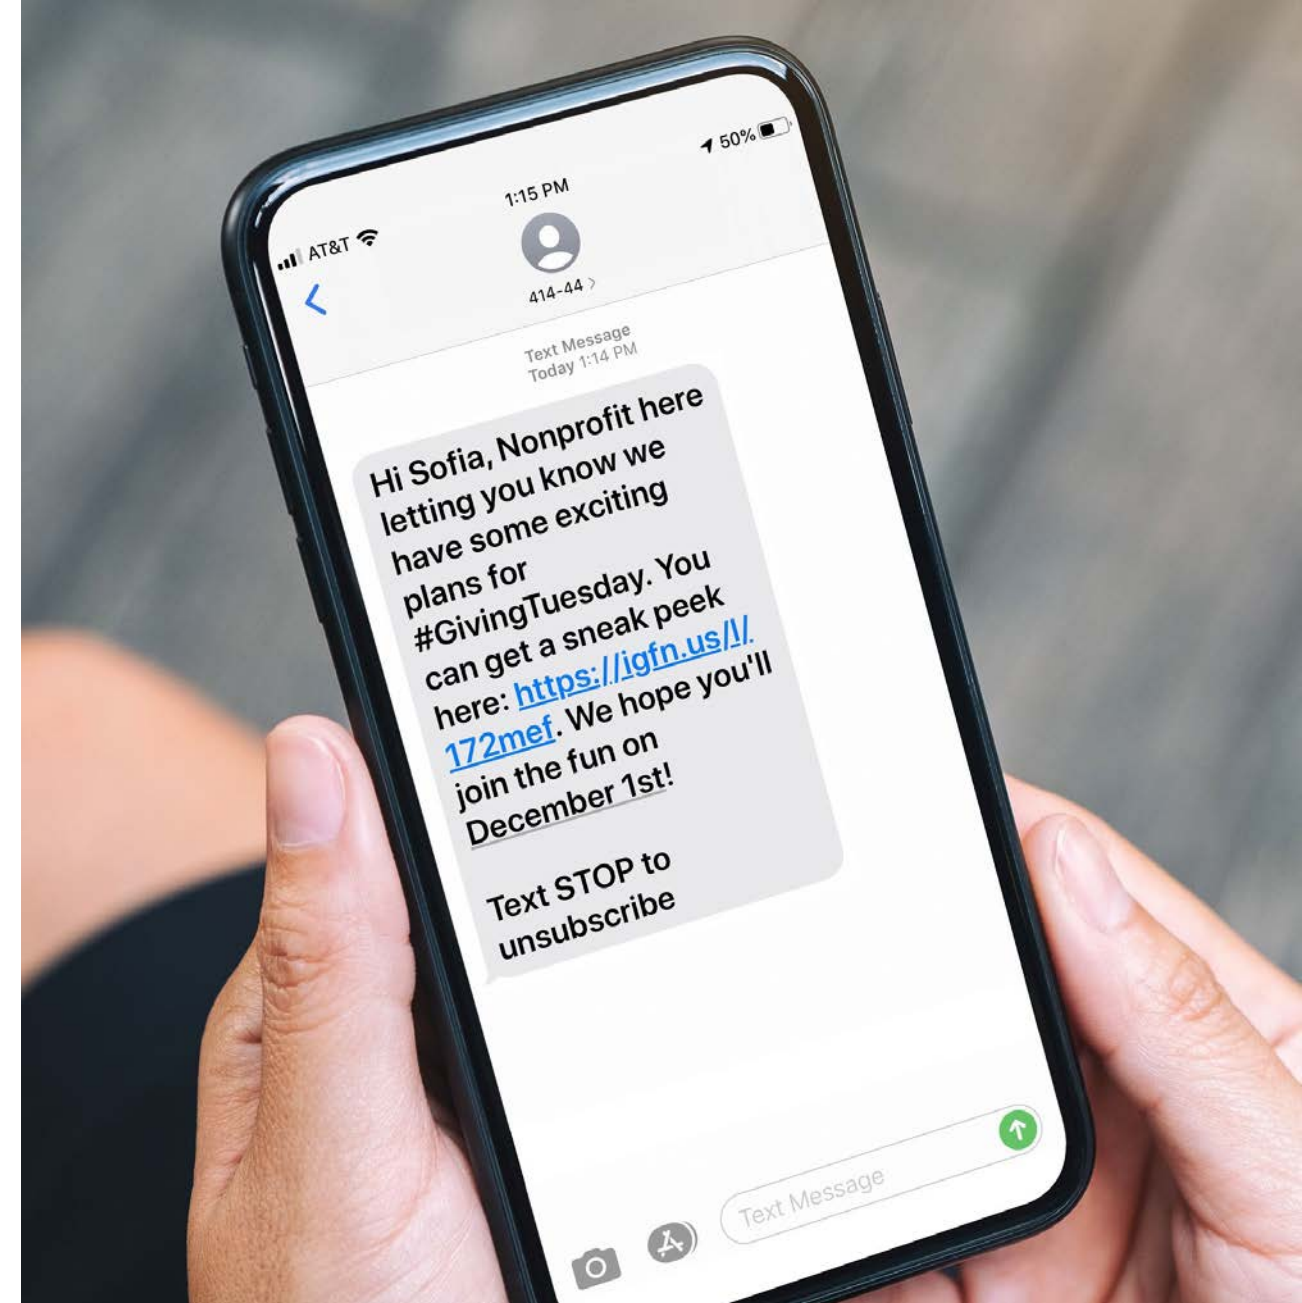 1:15 PM
50%
AT&T
414-44
Text Message
Today 1:14 PM
Hi Sofia, Nonprofit here
letting you know we
have some exciting
plans for
#GivingTuesday. You
can get a sneak peek
here: https://igfn.us/l/
172mef. We hope you'll
join the fun on
December 1st!
Text STOP to
unsubscribe
Text Message